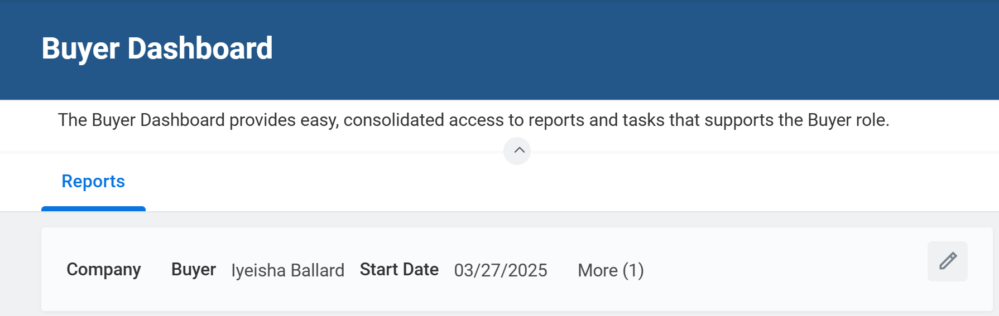 Buyer Dashboard
The Buyer Dashboard provides easy, consolidated access to reports and tasks that supports the Buyer role.
Reports
Company Buyer Iyeisha Ballard Start Date 03/27/2025 More (1)